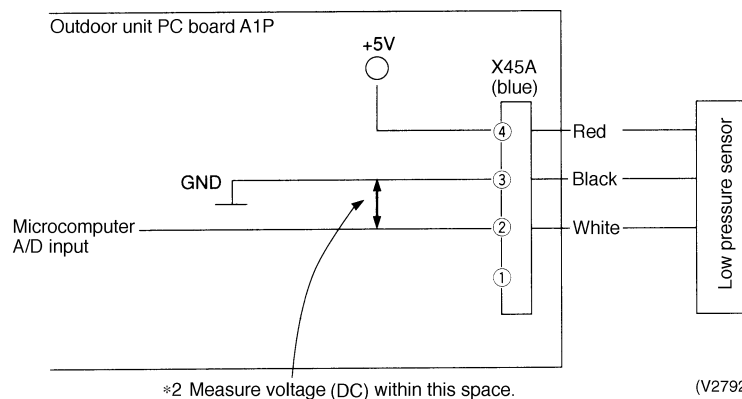 Outdoor unit PC board A1P
+5V
X45A
(blue)
④
Red
GND
③
Black
Microcomputer
A/D input
②
White
①
Low pressure sensor
*2 Measure voltage (DC) within this space.
(V2792